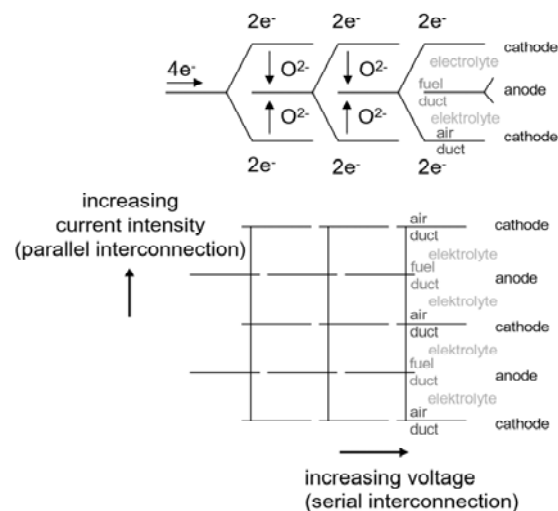 2e- 2e- 2e-
cathode
electrolyte
4e- O2- O2-
fuel
duct
anode
O2- O2-
elektrolyte
air
duct
cathode
2e- 2e- 2e-
increasing
current intensity
(parallel interconnection)
air
duct
cathode
elektrolyte
fuel
duct
anode
elektrolyte
air
duct
cathode
elektrolyte
fuel
duct
anode
elektrolyte
air
duct
cathode
increasing voltage
(serial interconnection)